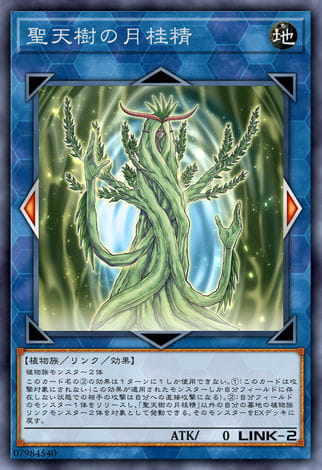 聖天樹の月桂精
地
【植物族／リンク／効果】
植物族モンスター２体
このカード名の②の効果は１ターンに１しか使用できない。①：このカードは攻
撃対象にされない（この効果が適用されたモンスターしか自分フィールドに存
在しない状態での相手の攻撃は自分への直接攻撃になる）。②：自分フィールド
のモンスター１体をリリースし、「聖天樹の月桂精」以外の自分の墓地の植物族
リンクモンスター２体を対象として発動できる。そのモンスターをEXデッキに
戻す。
ATK/ 0 LINK-2
07984540